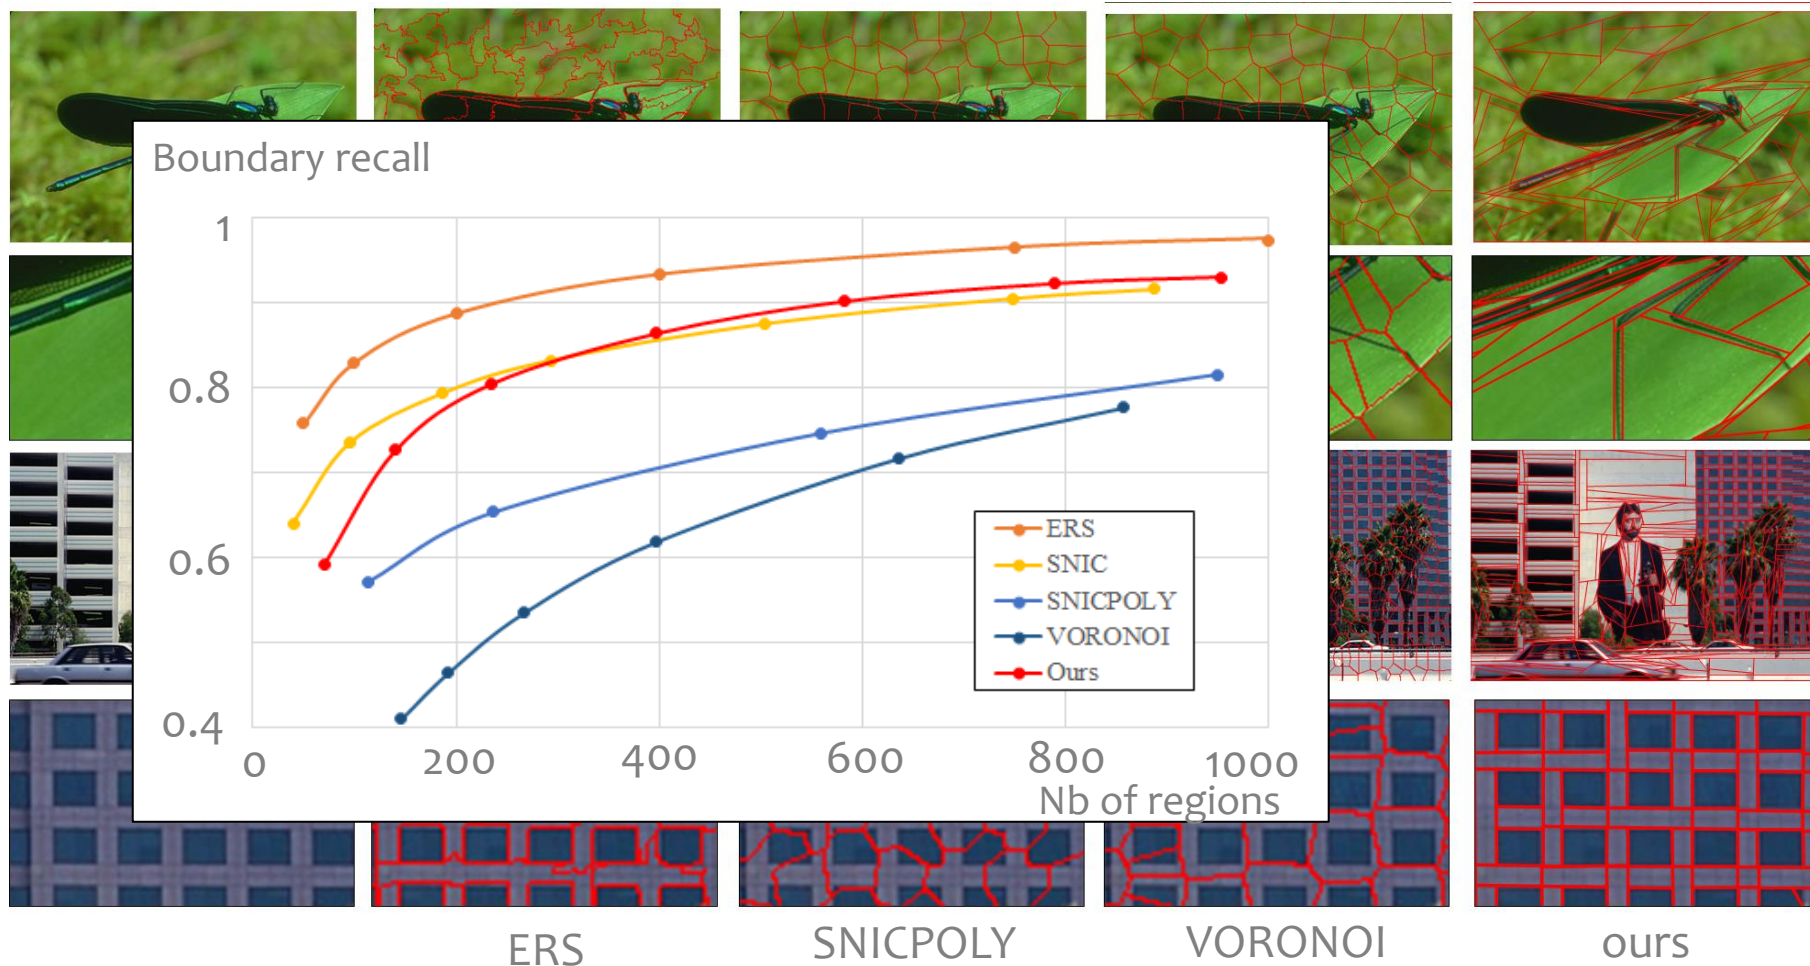 Boundary recall
1
0.8
0.6
0.4
0
200
400
600
800
1000
Nb of regions
ERS
SNIC
SNICPOLY
VORONOI
Ours
ERS
SNICPOLY
VORONOI
ours